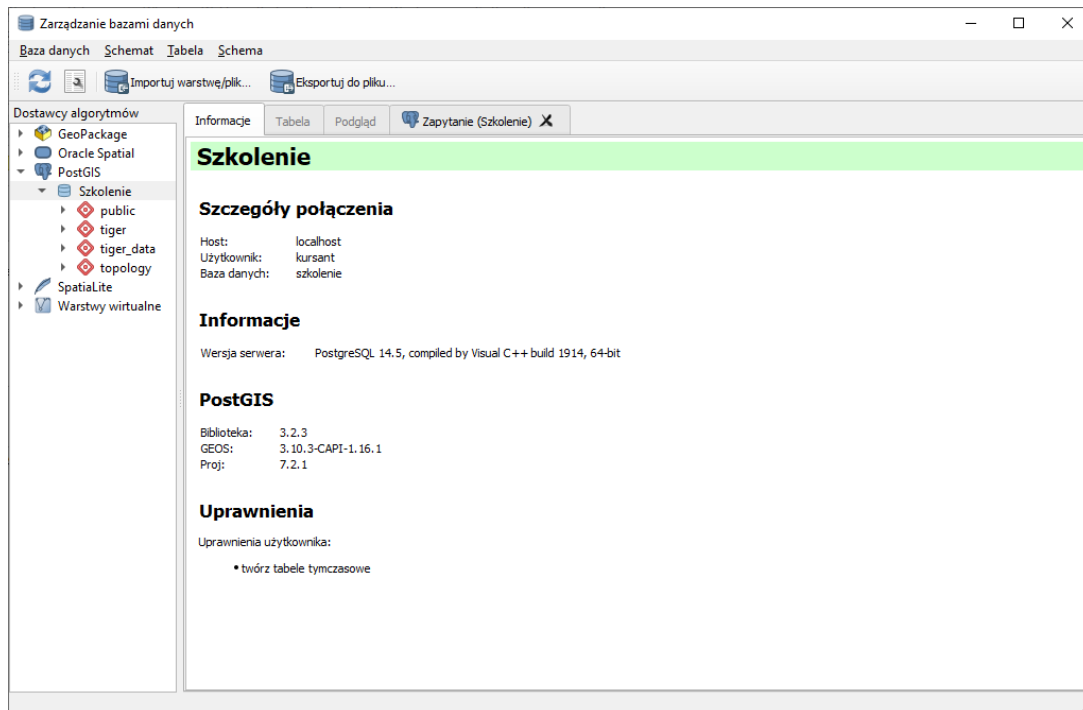 Zarządzanie bazami danych
Baza danych Schemat Tabela Schema
Importuj warstwę/plik... Eksportuj do pliku...
Dostawcy algorytmów
GeoPackage
Oracle Spatial
PostGIS
Szkolenie
public
tiger
tiger_data
topology
SpatiaLite
Warstwy wirtualne
Informacje Tabela Podgląd Zapytanie (Szkolenie)
Szkolenie
Szczegóły połączenia
Host: localhost
Użytkownik: kursant
Baza danych: szkolenie
Informacje
Wersja serwera: PostgreSQL 14.5, compiled by Visual C++ build 1914, 64-bit
PostGIS
Biblioteka: 3.2.3
GEOS: 3.10.3-CAPI-1.16.1
Proj: 7.2.1
Uprawnienia
Uprawnienia użytkownika:
• twórz tabele tymczasowe